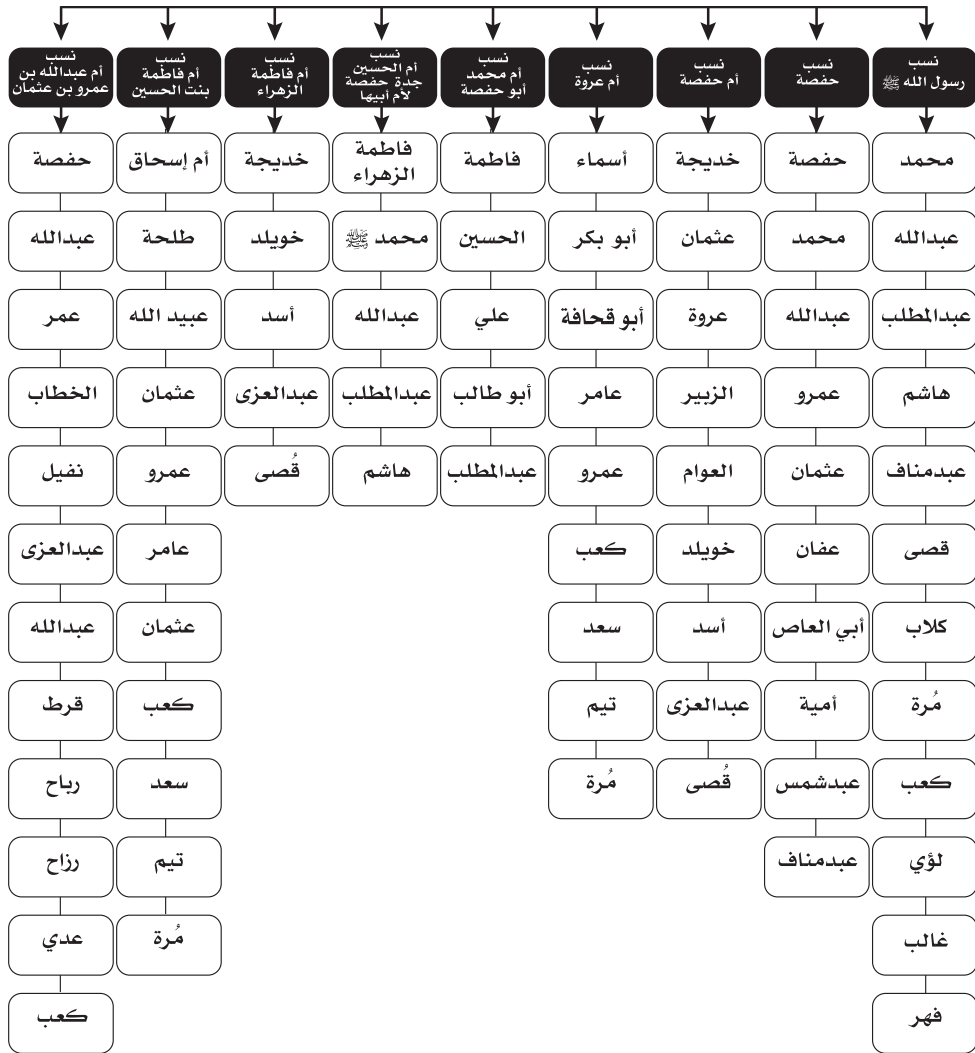 نسب
رسول الله ﷺ
محمد
عبدالله
عبدالمطلب
هاشم
عبدمناف
قصى
كلاب
مُرة
كعب
لؤي
غالب
فهر
نسب
حفصة
حفصة
محمد
عبدالله
عمرو
عثمان
عفان
أبي العاص
أمية
عبدشمس
عبدمناف
نسب
أم حفصة
خديجة
عثمان
عروة
الزبير
العوام
خويلد
أسد
عبدالعزى
قُصى
نسب
أم عروة
أسماء
أبو بكر
أبو قحافة
عامر
عمرو
كعب
سعد
تيم
مُرة
نسب
أم محمد
أبو حفصة
فاطمة
الحسين
علي
أبو طالب
عبدالمطلب
نسب
أم الحسين
جدة حفصة
لأم أبيها
فاطمة
الزهراء
محمد ﷺ
عبدالله
عبدالمطلب
هاشم
نسب
أم فاطمة
الزهراء
خديجة
خويلد
أسد
عبدالعزى
قُصى
نسب
أم فاطمة
بنت الحسين
أم إسحاق
طلحة
عبيد الله
عثمان
عمرو
عامر
عثمان
كعب
سعد
تيم
مُرة
نسب
أم عبدالله بن
عمرو بن عثمان
حفصة
عبدالله
عمر
الخطاب
نفيل
عبدالعزى
عبدالله
قرط
رباح
رزاح
عدي
كعب